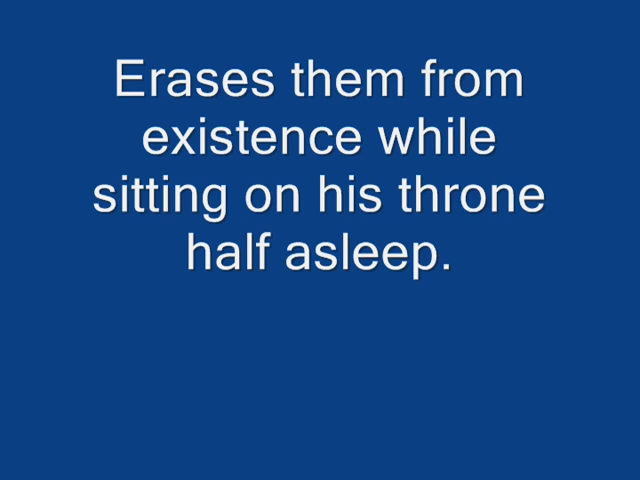 Erases them from
existence while
sitting on his throne
half asleep.